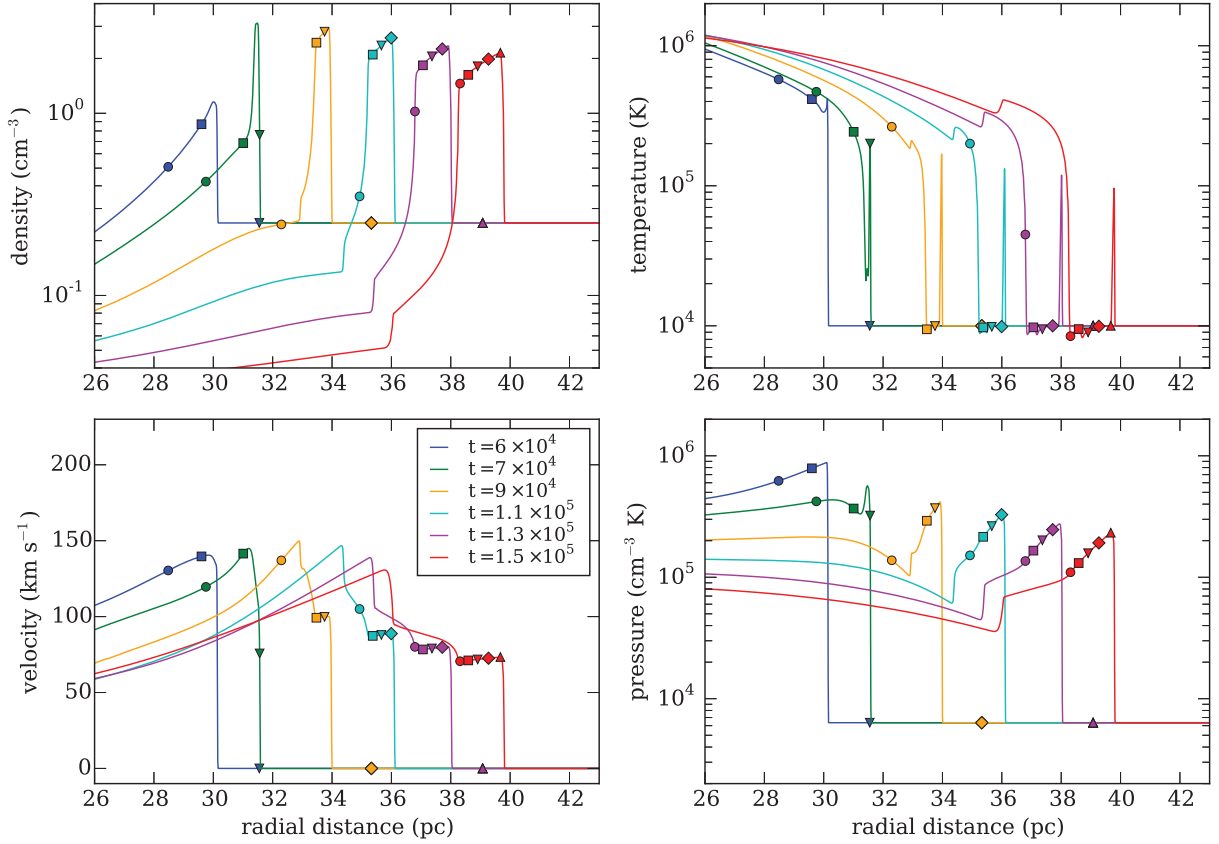 10⁰
10⁻¹
density (cm⁻³)
26 28 30 32 34 36 38 40 42
10⁶
10⁵
10⁴
temperature (K)
26 28 30 32 34 36 38 40 42
200
150
100
50
0
velocity (km s⁻¹)
t=6 ×10⁴
t=7 ×10⁴
t=9 ×10⁴
t=1.1 ×10⁵
t=1.3 ×10⁵
t=1.5 ×10⁵
26 28 30 32 34 36 38 40 42
radial distance (pc)
10⁶
10⁵
10⁴
pressure (cm⁻³ K)
26 28 30 32 34 36 38 40 42
radial distance (pc)